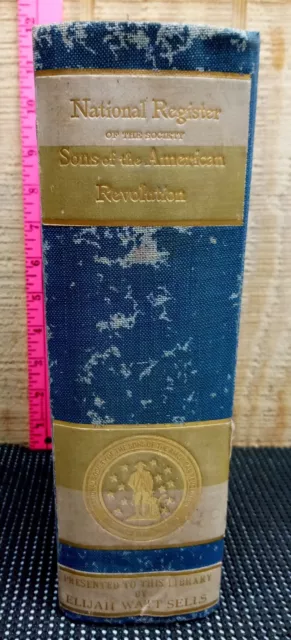 National Register
OF THE SOCIETY
Sons of the American
Revolution
PRESENTED TO THIS LIBRARY
BY
ELIJAH WATT SELLS